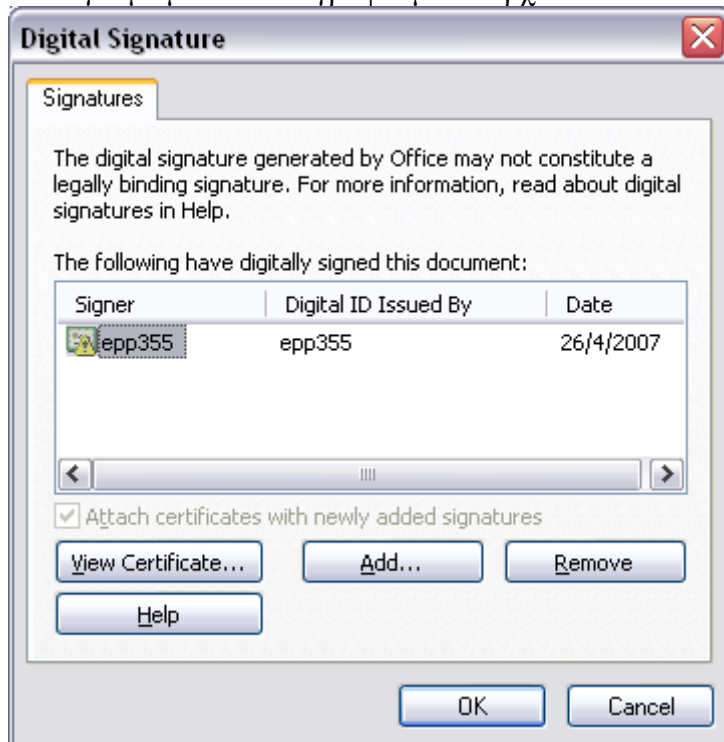 Digital Signature
Signatures
The digital signature generated by Office may not constitute a
legally binding signature. For more information, read about digital
signatures in Help.
The following have digitally signed this document:
Signer Digital ID Issued By Date
epp355 epp355 26/4/2007
Attach certificates with newly added signatures
View Certificate... Add... Remove
Help
OK Cancel